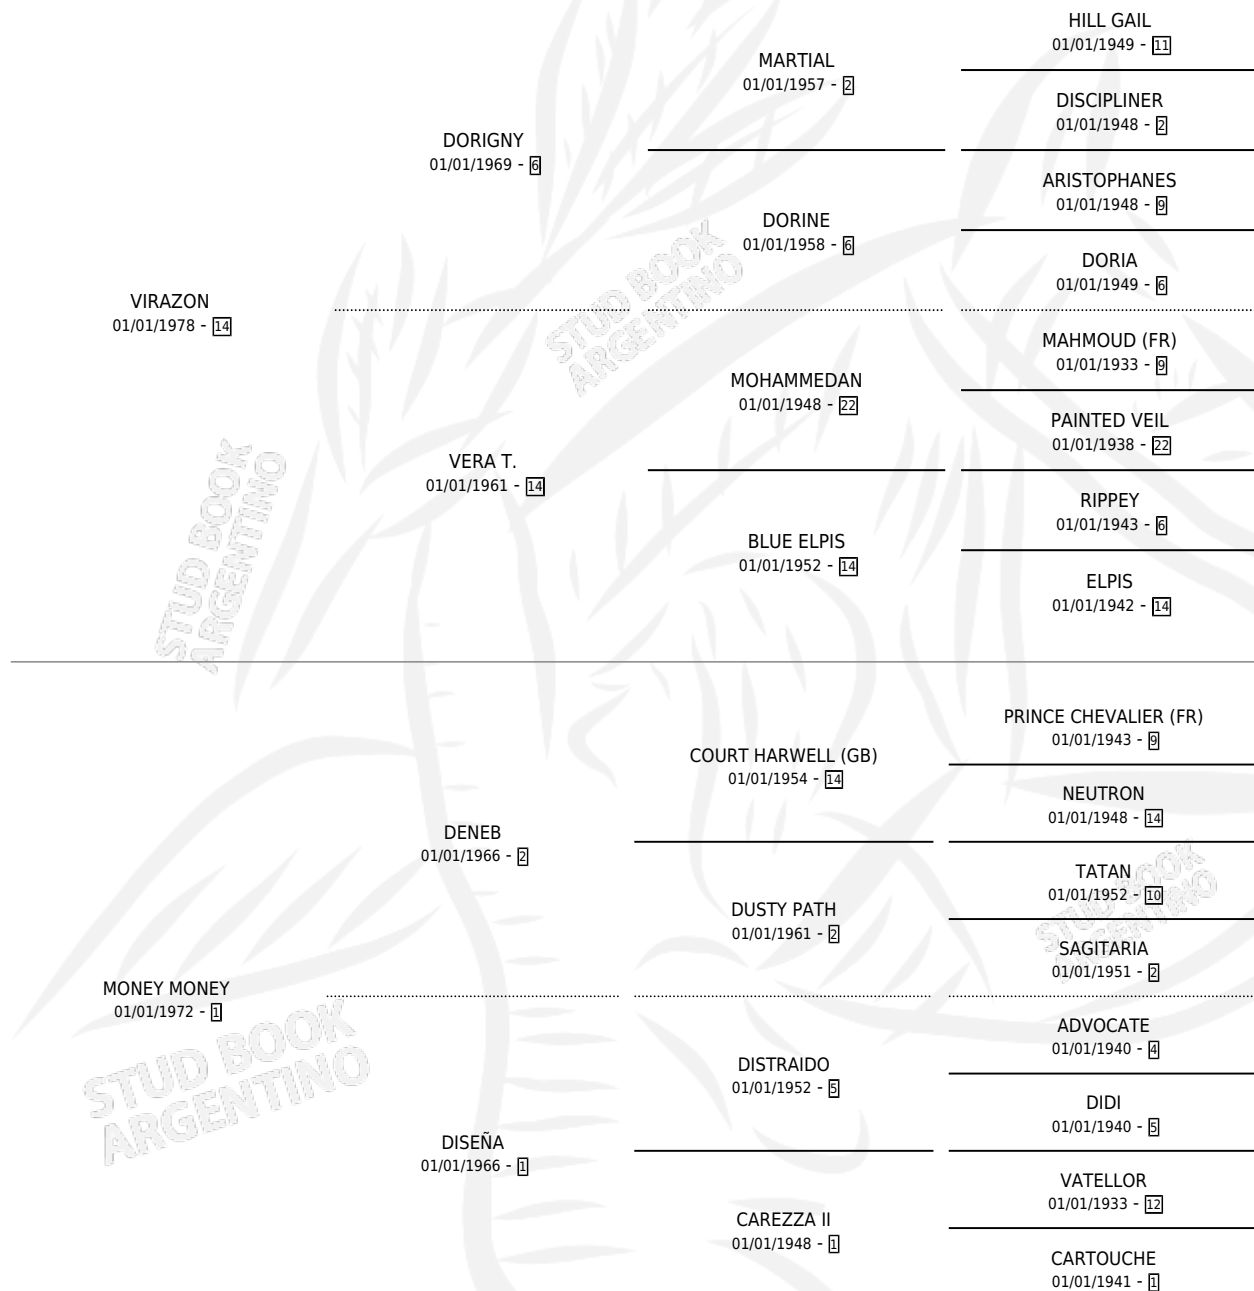 HILL GAIL
01/01/1949 - 11
MARTIAL
01/01/1957 - 2
DISCIPLINER
01/01/1948 - 2
DORIGNY
01/01/1969 - 6
ARISTOPHANES
01/01/1948 - 9
DORINE
01/01/1958 - 6
DORIA
01/01/1949 - 6
VIRAZON
01/01/1978 - 14
MAHMOUD (FR)
01/01/1933 - 9
MOHAMMEDAN
01/01/1948 - 22
PAINTED VEIL
01/01/1938 - 22
VERA T.
01/01/1961 - 14
RIPPEY
01/01/1943 - 6
BLUE ELPIS
01/01/1952 - 14
ELPIS
01/01/1942 - 14
PRINCE CHEVALIER (FR)
01/01/1943 - 9
COURT HARWELL (GB)
01/01/1954 - 14
NEUTRON
01/01/1948 - 14
DENEB
01/01/1966 - 2
TATAN
01/01/1952 - 10
DUSTY PATH
01/01/1961 - 2
SAGITARIA
01/01/1951 - 2
MONEY MONEY
01/01/1972 - 1
ADVOCATE
01/01/1940 - 4
DISTRAIDO
01/01/1952 - 5
DIDI
01/01/1940 - 5
DISEÑA
01/01/1966 - 1
VATELLOR
01/01/1933 - 12
CAREZZA II
01/01/1948 - 1
CARTOUCHE
01/01/1941 - 1
STUD BOOK
ARGENTINO
STUD BOOK
ARGENTINO
STUD BOOK
ARGENTINO
STUD BOOK
ARGENTINO